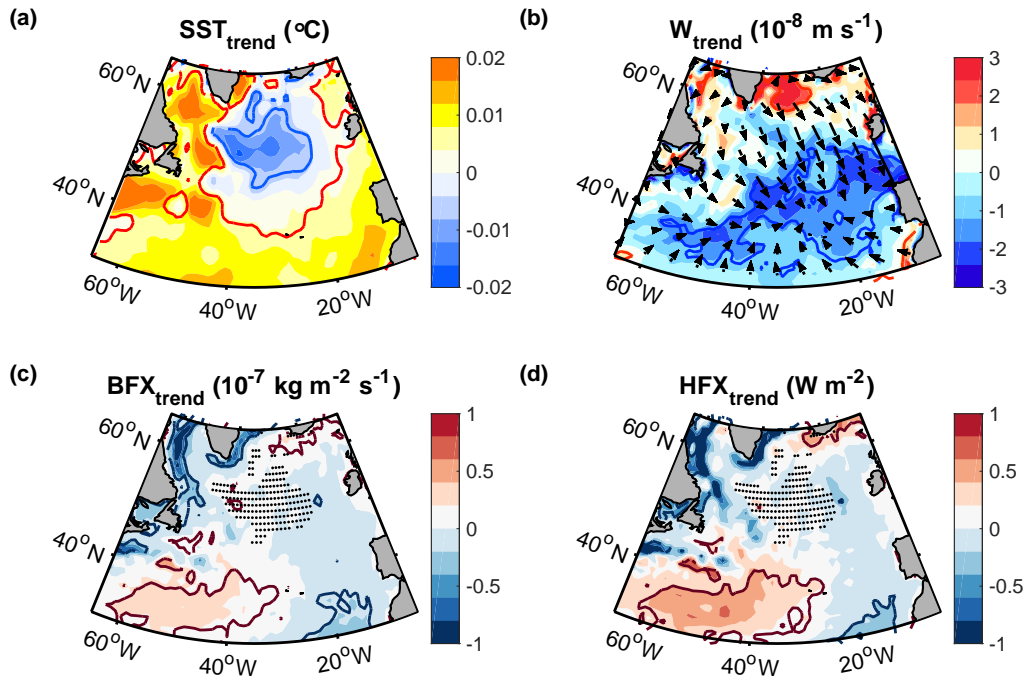 (a)
SST_trend (°C)
60°N
40°N
60°W
40°W
20°W
0.02
0.01
0
-0.01
-0.02
(b)
W_trend (10^-8 m s^-1)
60°N
40°N
60°W
40°W
20°W
3
2
1
0
-1
-2
-3
(c)
BFX_trend (10^-7 kg m^-2 s^-1)
60°N
40°N
60°W
40°W
20°W
1
0.5
0
-0.5
-1
(d)
HFX_trend (W m^-2)
60°N
40°N
60°W
40°W
20°W
1
0.5
0
-0.5
-1